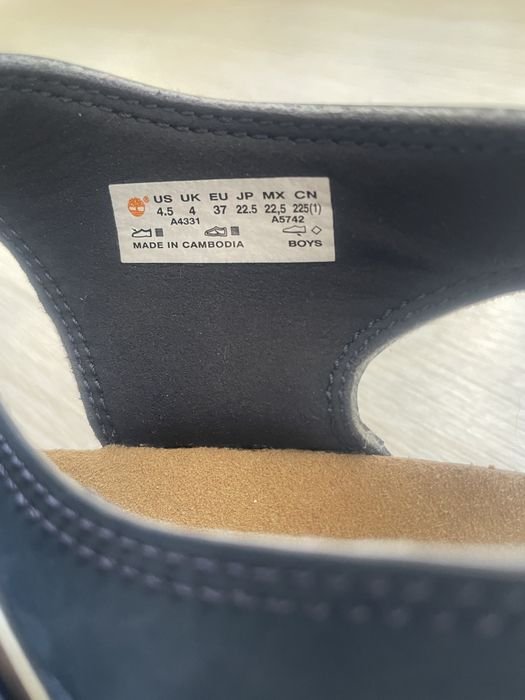 ® US UK EU JP MX CN
4.5 4 37 22.5 22,5 225(1)
A4331 A5742
MADE IN CAMBODIA BOYS